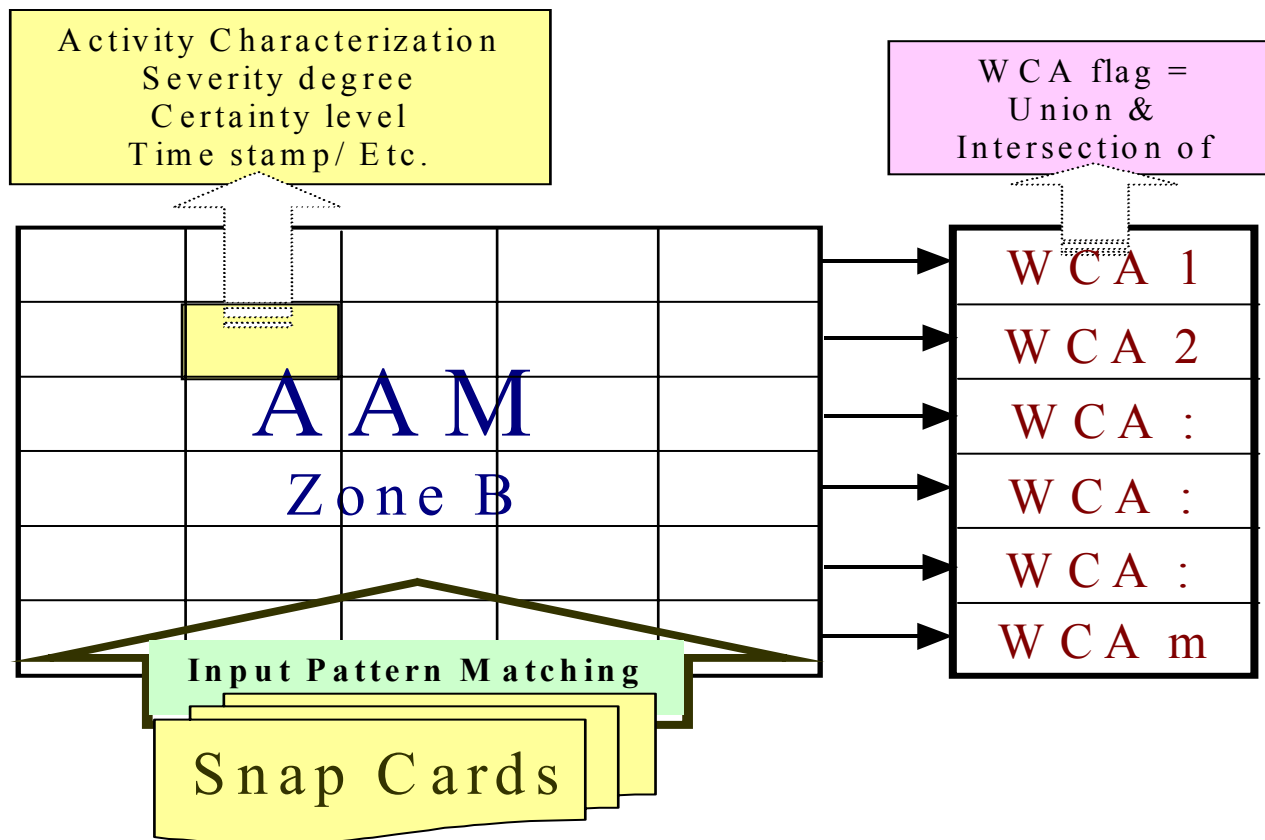 Activity Characterization
Severity degree
Certainty level
Time stamp/ Etc.
WCA flag =
Union &
Intersection of
AAM
Zone B
Input Pattern Matching
Snap Cards
WCA 1
WCA 2
WCA :
WCA :
WCA :
WCA m